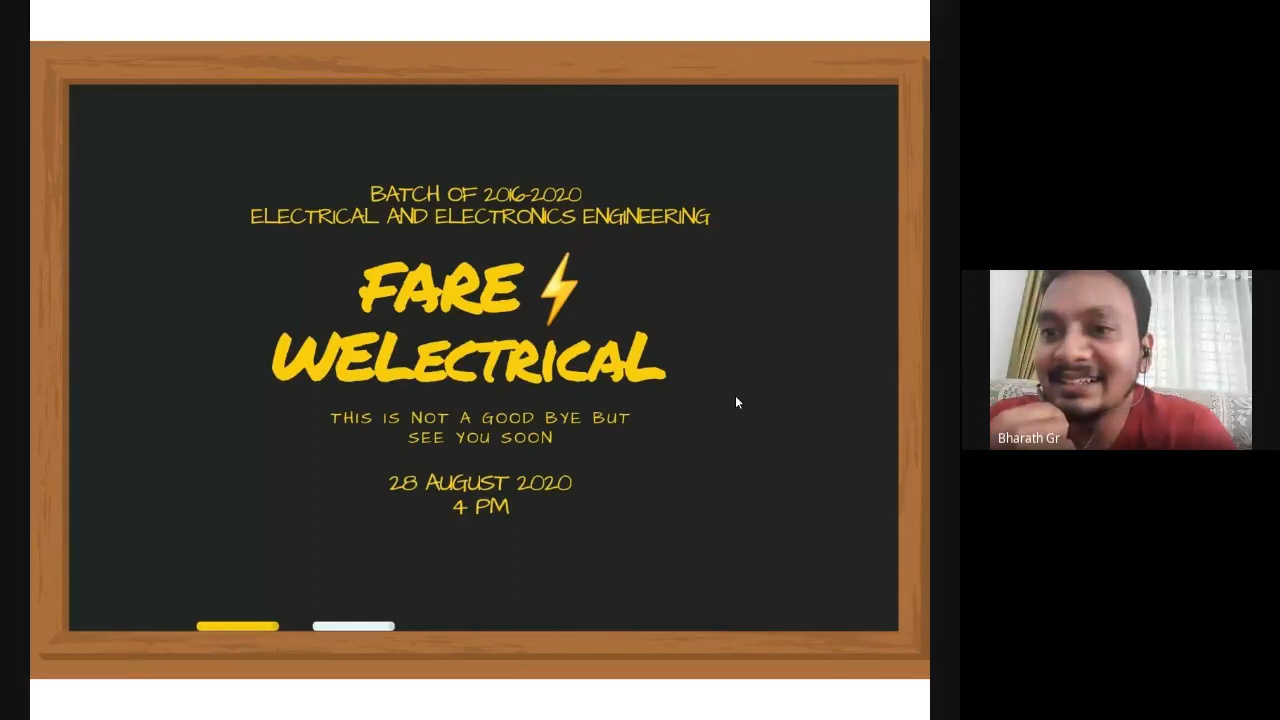 BATCH OF 2016-2020
ELECTRICAL AND ELECTRONICS ENGINEERING
FARE⚡
WELECTRICAL
THIS IS NOT A GOOD BYE BUT
SEE YOU SOON
28 AUGUST 2020
4 PM
Bharath Gr